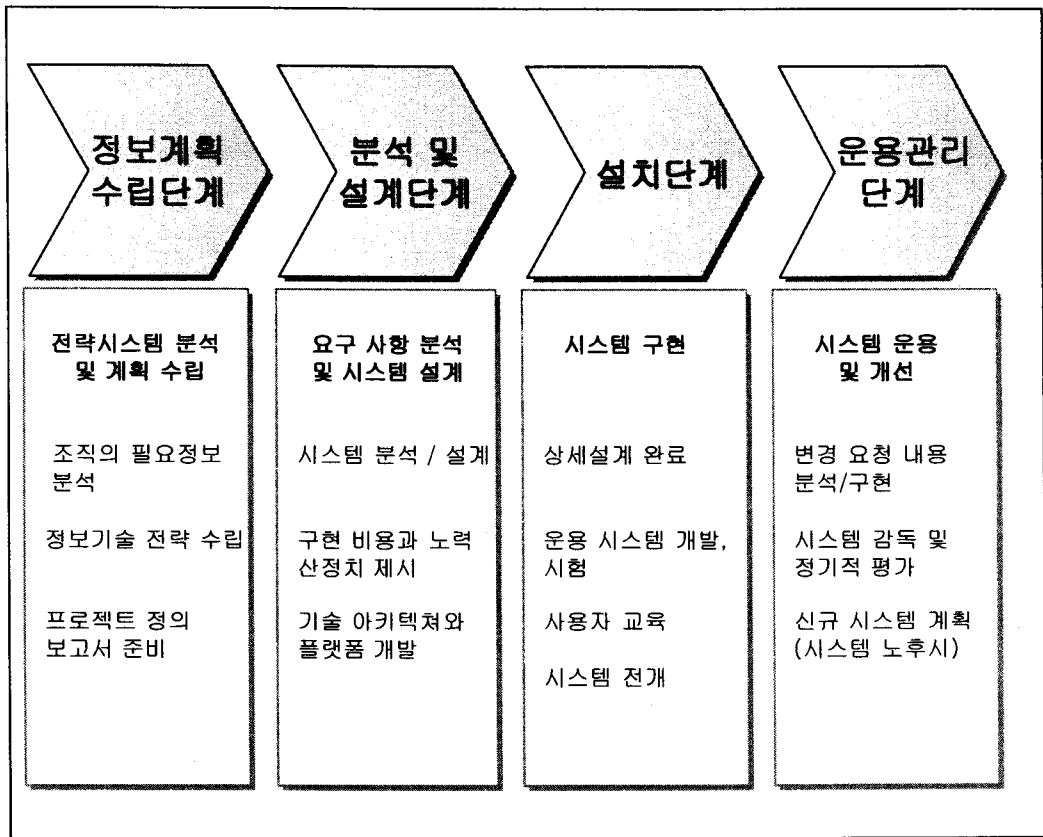 정보계획
수립단계
분석 및
설계단계
설치단계
운용관리
단계
전략시스템 분석
및 계획 수립
조직의 필요정보
분석
정보기술 전략 수립
프로젝트 정의
보고서 준비
요구 사항 분석
및 시스템 설계
시스템 분석 / 설계
구현 비용과 노력
산정치 제시
기술 아키텍쳐와
플랫폼 개발
시스템 구현
상세설계 완료
운용 시스템 개발,
시험
사용자 교육
시스템 전개
시스템 운용
및 개선
변경 요청 내용
분석/구현
시스템 감독 및
정기적 평가
신규 시스템 계획
(시스템 노후시)